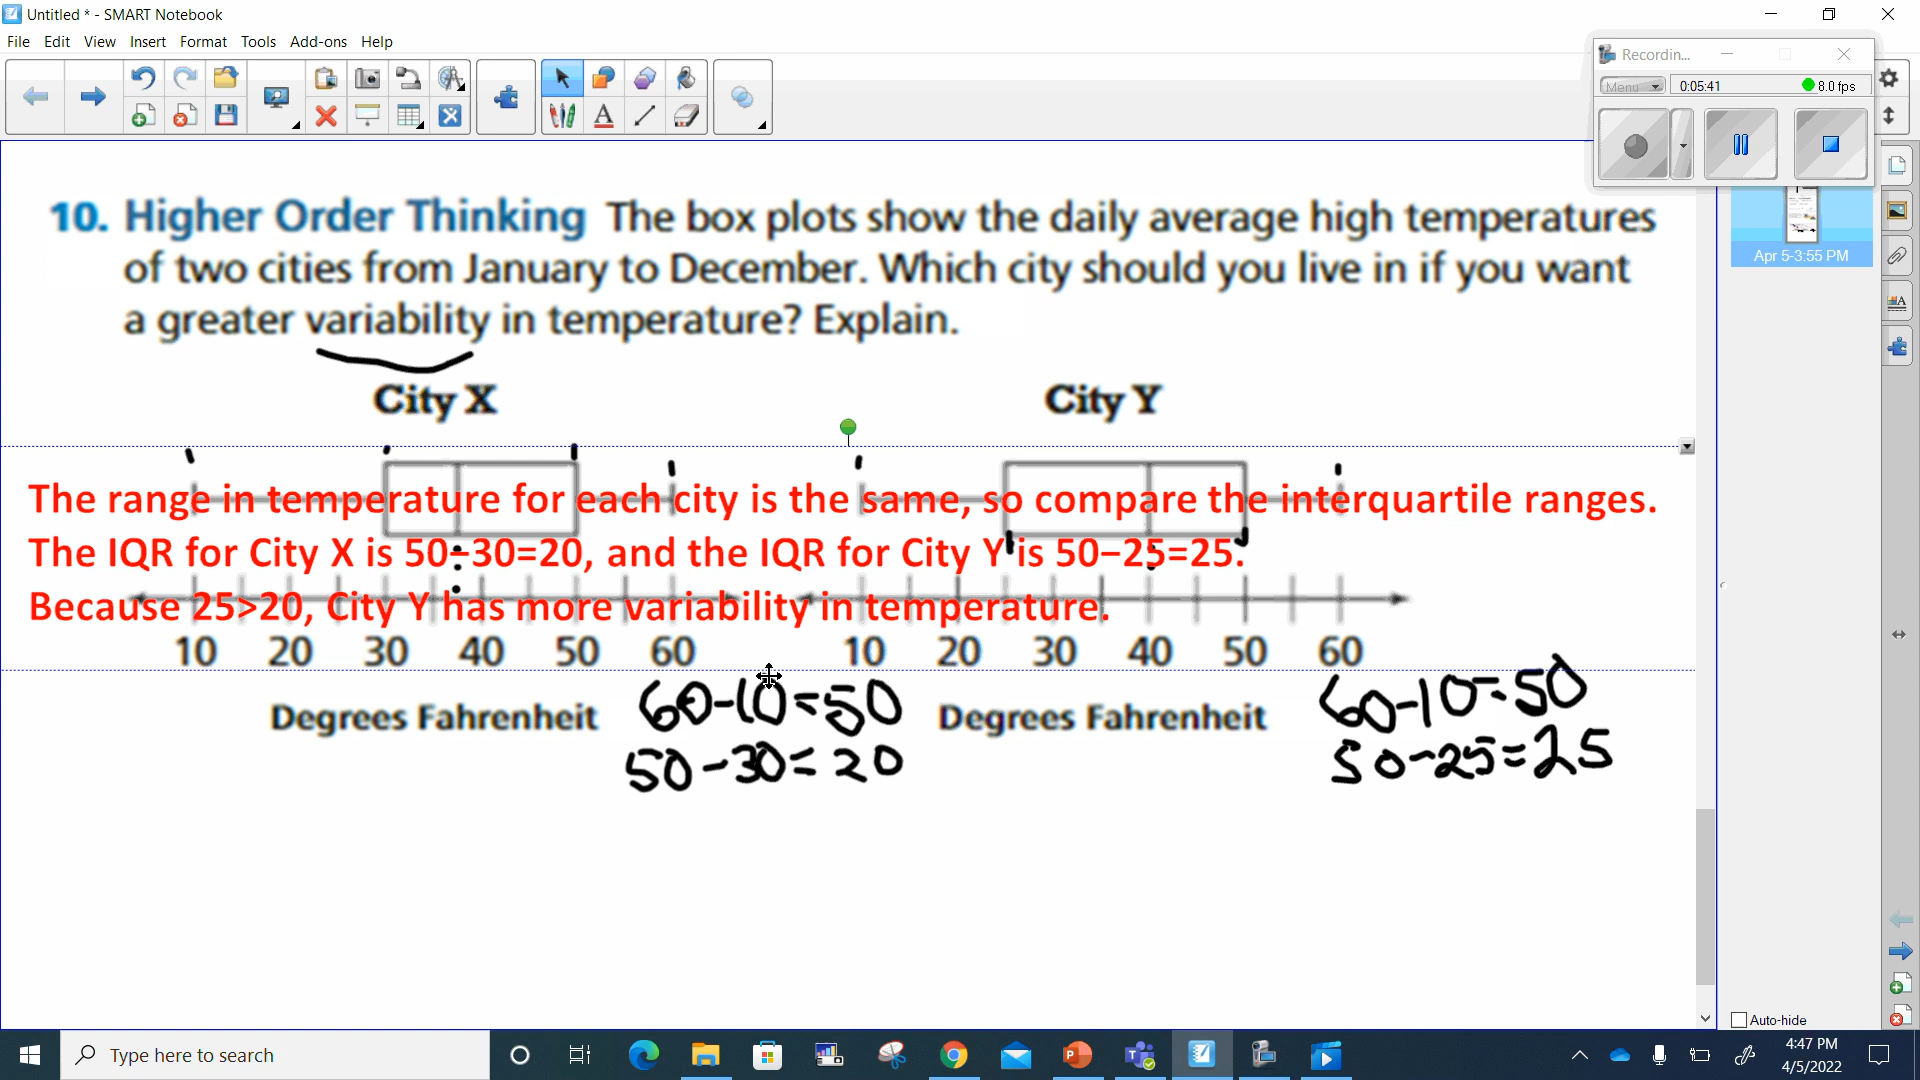 Untitled * - SMART Notebook
File Edit View Insert Format Tools Add-ons Help
Recordin...
Menu 0:05:41 8.0 fps
10. Higher Order Thinking The box plots show the daily average high temperatures
of two cities from January to December. Which city should you live in if you want
a greater variability in temperature? Explain.
Apr 5-3:55 PM
City X City Y
The range in temperature for each city is the same, so compare the interquartile ranges.
The IQR for City X is 50−30=20, and the IQR for City Y is 50−25=25.
Because 25>20, City Y has more variability in temperature.
10 20 30 40 50 60 10 20 30 40 50 60
Degrees Fahrenheit 60-10=50 Degrees Fahrenheit 60-10=50
50-30=20 50-25=25
Auto-hide
Type here to search
4:47 PM
4/5/2022